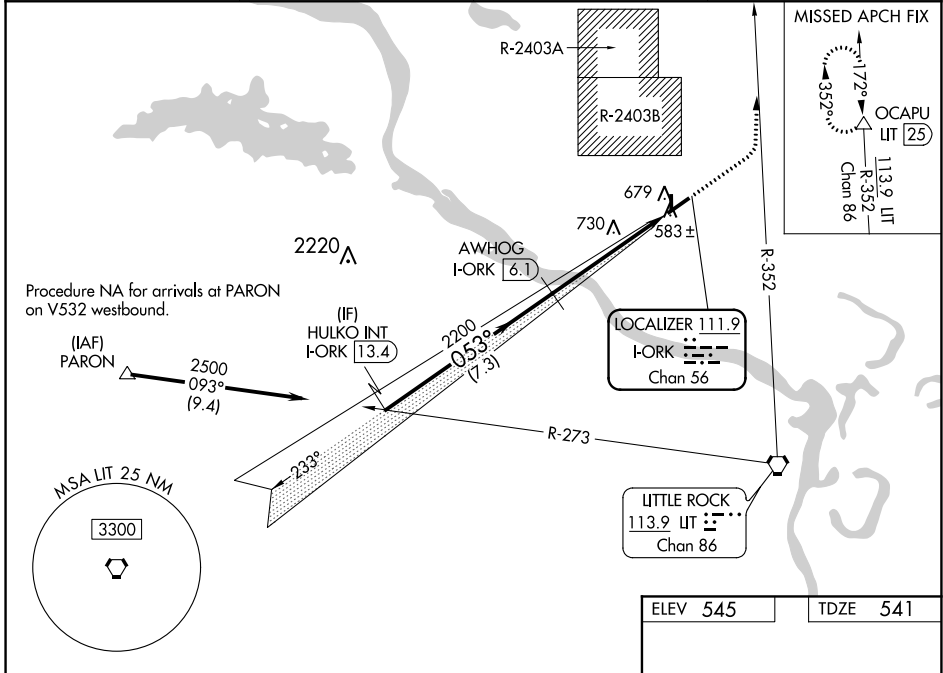 MISSED APCH FIX
172°
352°
OCAPU
LIT 25
113.9 LIT
R-352
Chan 86
R-2403A
R-2403B
679
730
583 ±
2220
AWHOG
I-ORK 6.1
Procedure NA for arrivals at PARON
on V532 westbound.
(IAF)
PARON
2500
093°
(9.4)
(IF)
HULKO INT
I-ORK 13.4
2200
053°
(7.3)
233°
LOCALIZER 111.9
I-ORK
Chan 56
R-352
R-273
LITTLE ROCK
113.9 LIT
Chan 86
MSA LIT 25 NM
3300
ELEV 545
TDZE 541